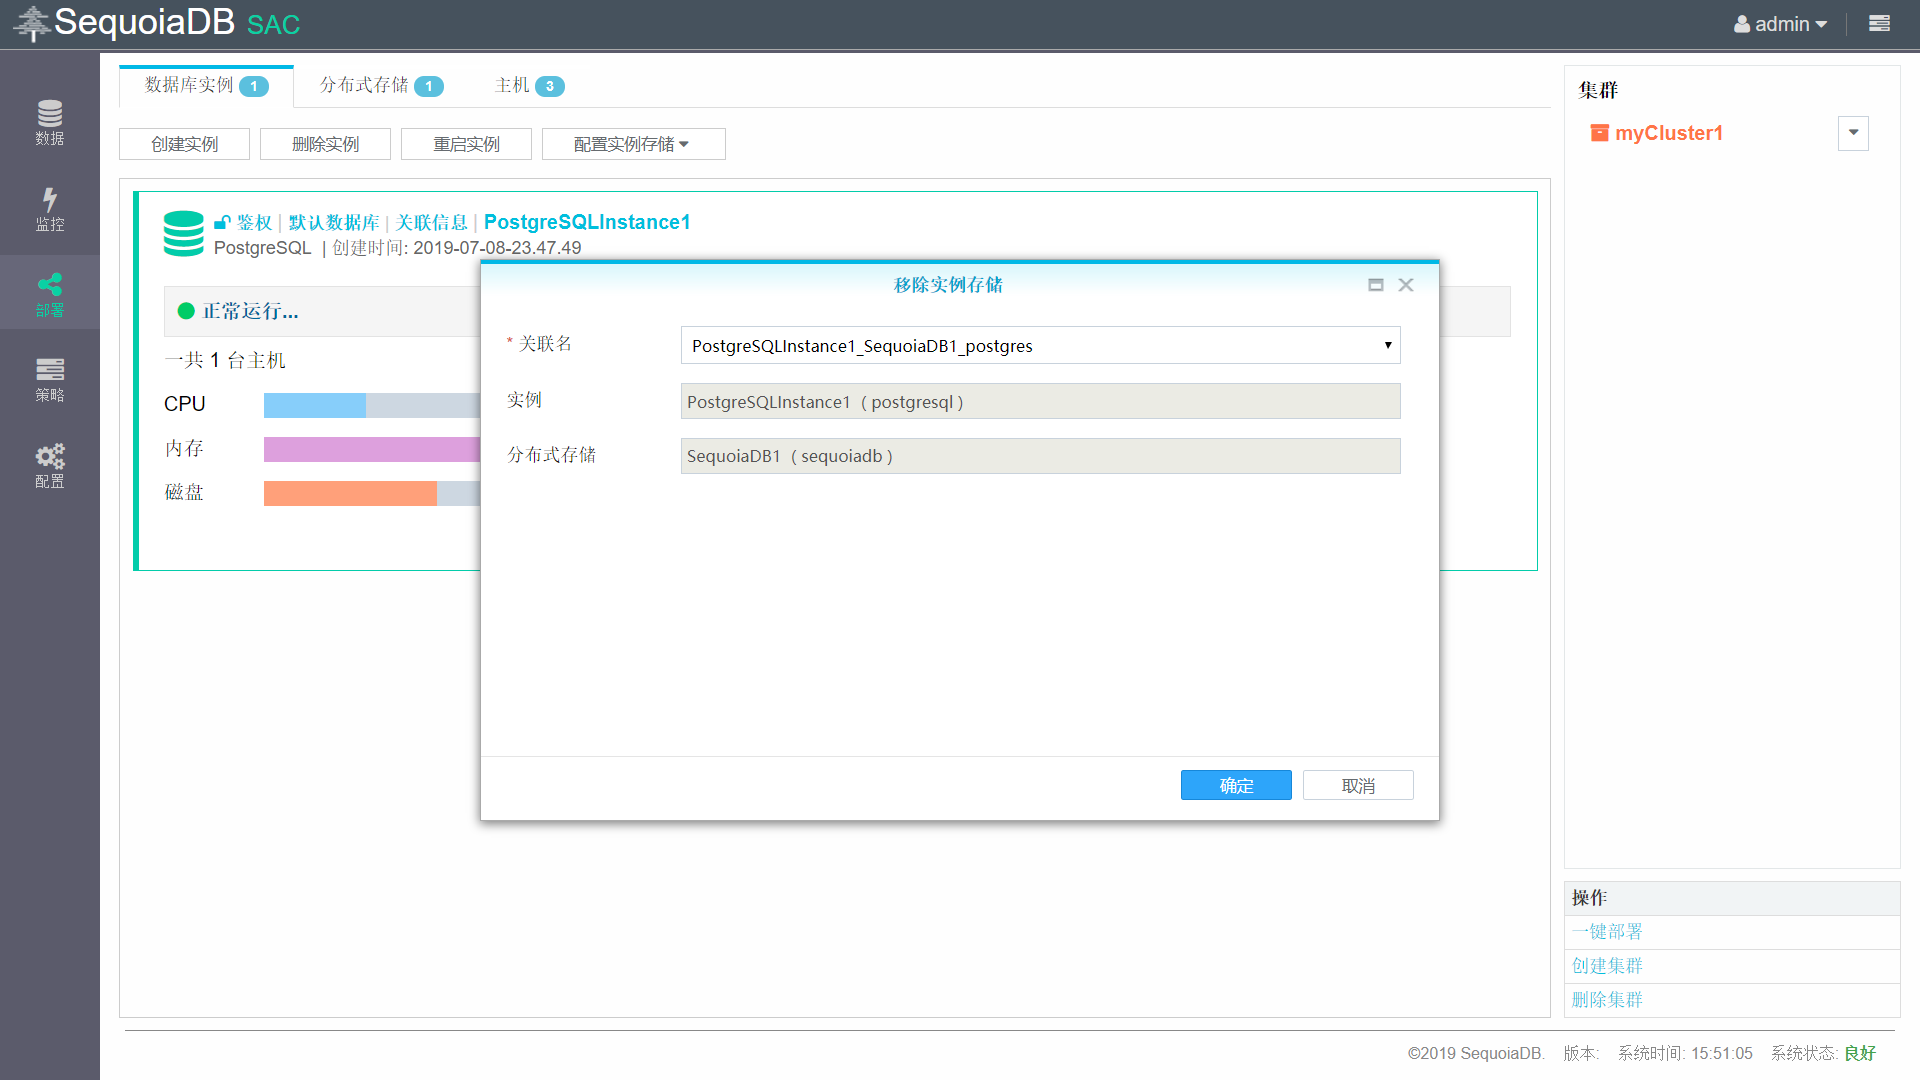 SequoiaDB SAC
admin
数据
监控
部署
策略
配置
数据库实例 1
分布式存储 1
主机 3
创建实例
删除实例
重启实例
配置实例存储
鉴权 | 默认数据库 | 关联信息 | PostgreSQLInstance1
PostgreSQL | 创建时间: 2019-07-08-23.47.49
正常运行...
一共 1 台主机
CPU
内存
磁盘
移除实例存储
* 关联名
PostgreSQLInstance1_SequoiaDB1_postgres
实例
PostgreSQLInstance1 ( postgresql )
分布式存储
SequoiaDB1 ( sequoiadb )
确定
取消
集群
myCluster1
操作
一键部署
创建集群
删除集群
©2019 SequoiaDB. 版本: 系统时间: 15:51:05 系统状态: 良好